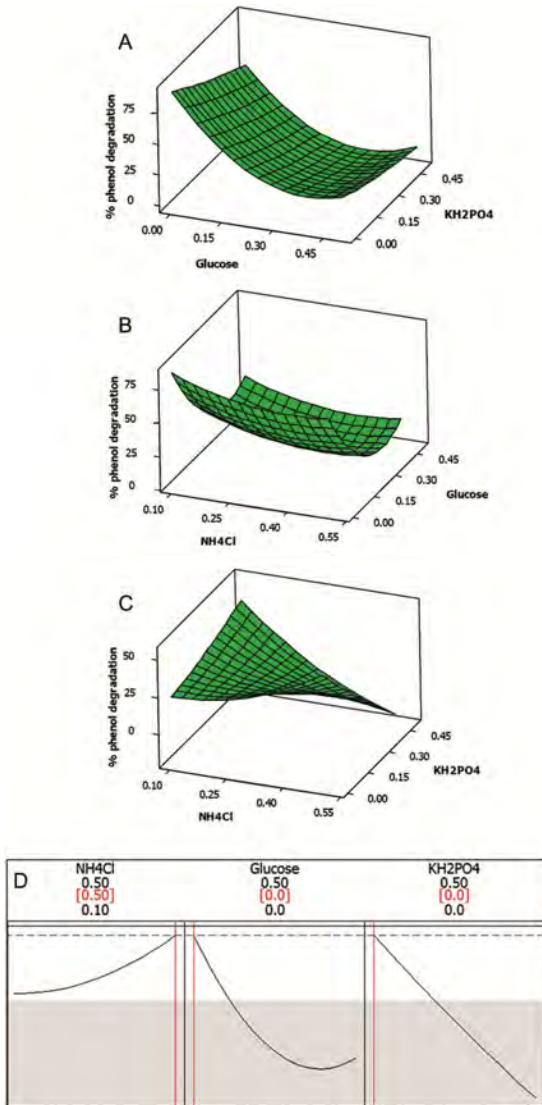 A
% phenol degradation
75
50
25
0
0.00
0.15
0.30
0.45
Glucose
0.00
0.15
0.30
0.45
KH2PO4
B
% phenol degradation
75
50
25
0
0.10
0.25
0.40
0.55
NH4Cl
0.00
0.15
0.30
0.45
Glucose
C
% phenol degradation
50
25
0
0.10
0.25
0.40
0.55
NH4Cl
0.00
0.15
0.30
0.45
KH2PO4
D
NH4Cl Glucose KH2PO4
0.50 0.50 0.50
[0.50] [0.0] [0.0]
0.10 0.0 0.0